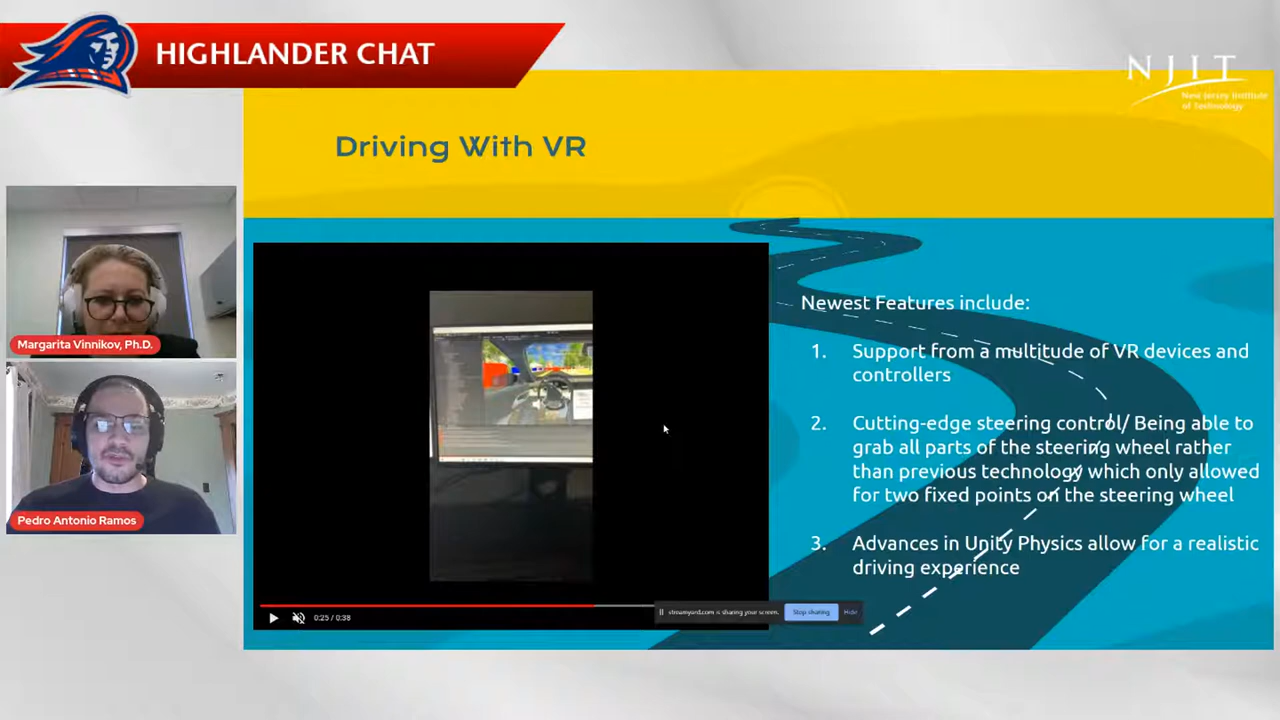 HIGHLANDER CHAT
NJIT
New Jersey Institute
of Technology
Driving With VR
Margarita Vinnikov, Ph.D.
Pedro Antonio Ramos
Newest Features include:
1. Support from a multitude of VR devices and
controllers
2. Cutting-edge steering control/ Being able to
grab all parts of the steering wheel rather
than previous technology which only allowed
for two fixed points on the steering wheel
3. Advances in Unity Physics allow for a realistic
driving experience
0:25 / 0:38
streamyard.com is sharing your screen.
Stop sharing
Hide